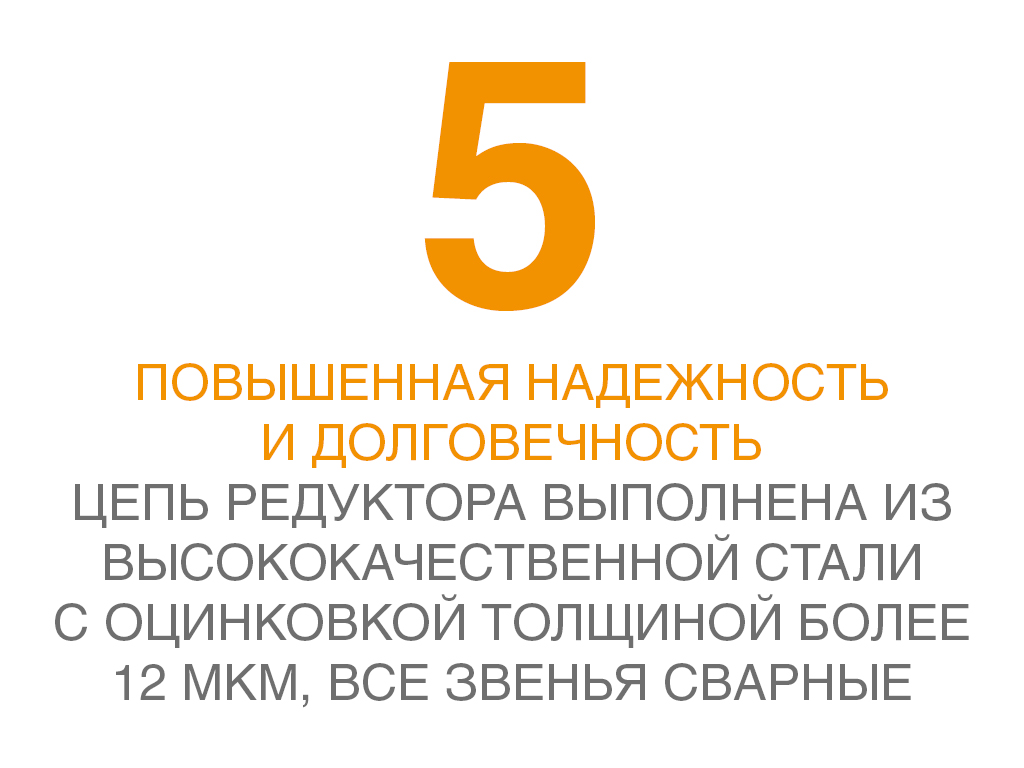 5
ПОВЫШЕННАЯ НАДЕЖНОСТЬ
И ДОЛГОВЕЧНОСТЬ
ЦЕПЬ РЕДУКТОРА ВЫПОЛНЕНА ИЗ
ВЫСОКОКАЧЕСТВЕННОЙ СТАЛИ
С ОЦИНКОВКОЙ ТОЛЩИНОЙ БОЛЕЕ
12 МКМ, ВСЕ ЗВЕНЬЯ СВАРНЫЕ